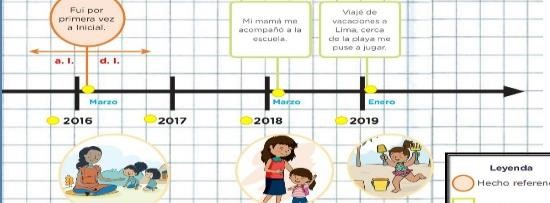 Fui por
primera vez
a Inicial.
Mi mamá me
acompañó a la
escuela.
Viajé de
vacaciones a
Lima, cerca
de la playa me
puse a jugar.
a. I.
d. I.
Marzo
Marzo
Enero
2016
2017
2018
2019
Leyenda
Hecho referen